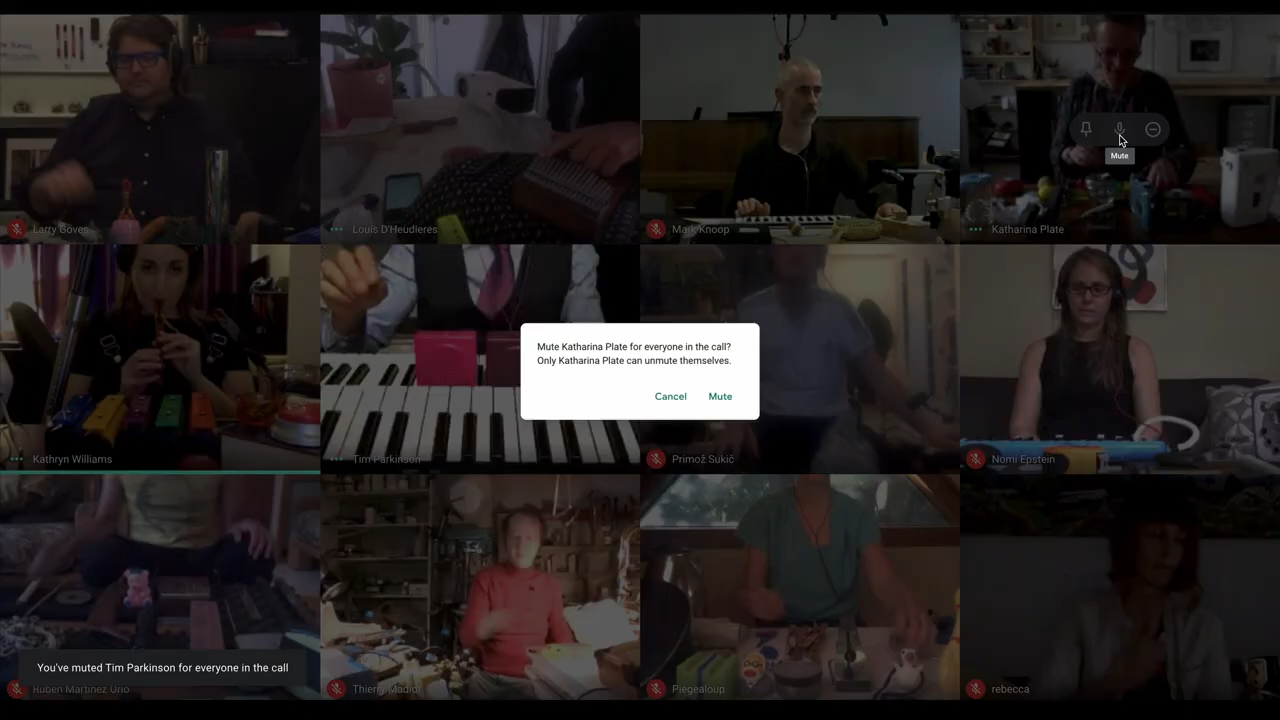 Larry Goves
Louis D'Heudieres
Mark Knoop
Mute
Katharina Plate
Mute Katharina Plate for everyone in the call?
Only Katharina Plate can unmute themselves.
Cancel Mute
Kathryn Williams
Tim Parkinson
Primož Sukič
Nomi Epstein
You've muted Tim Parkinson for everyone in the call
Ruben Martinez Orio
Thierry Madiot
Piegealoup
rebecca